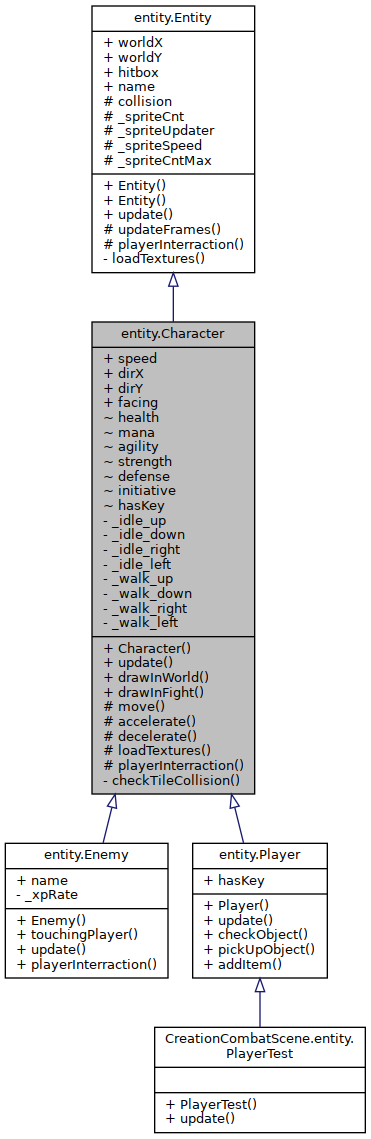 entity.Entity
+ worldX
+ worldY
+ hitbox
+ name
# collision
# _spriteCnt
# _spriteUpdater
# _spriteSpeed
# _spriteCntMax
+ Entity()
+ Entity()
+ update()
# updateFrames()
# playerInterraction()
- loadTextures()
entity.Character
+ speed
+ dirX
+ dirY
+ facing
~ health
~ mana
~ agility
~ strength
~ defense
~ initiative
~ hasKey
- _idle_up
- _idle_down
- _idle_right
- _idle_left
- _walk_up
- _walk_down
- _walk_right
- _walk_left
+ Character()
+ update()
+ drawInWorld()
+ drawInFight()
# move()
# accelerate()
# decelerate()
# loadTextures()
# playerInterraction()
- checkTileCollision()
entity.Enemy
+ name
- _xpRate
+ Enemy()
+ touchingPlayer()
+ update()
+ playerInterraction()
entity.Player
+ hasKey
+ Player()
+ update()
+ checkObject()
+ pickUpObject()
+ addItem()
CreationCombatScene.entity.
PlayerTest
+ PlayerTest()
+ update()